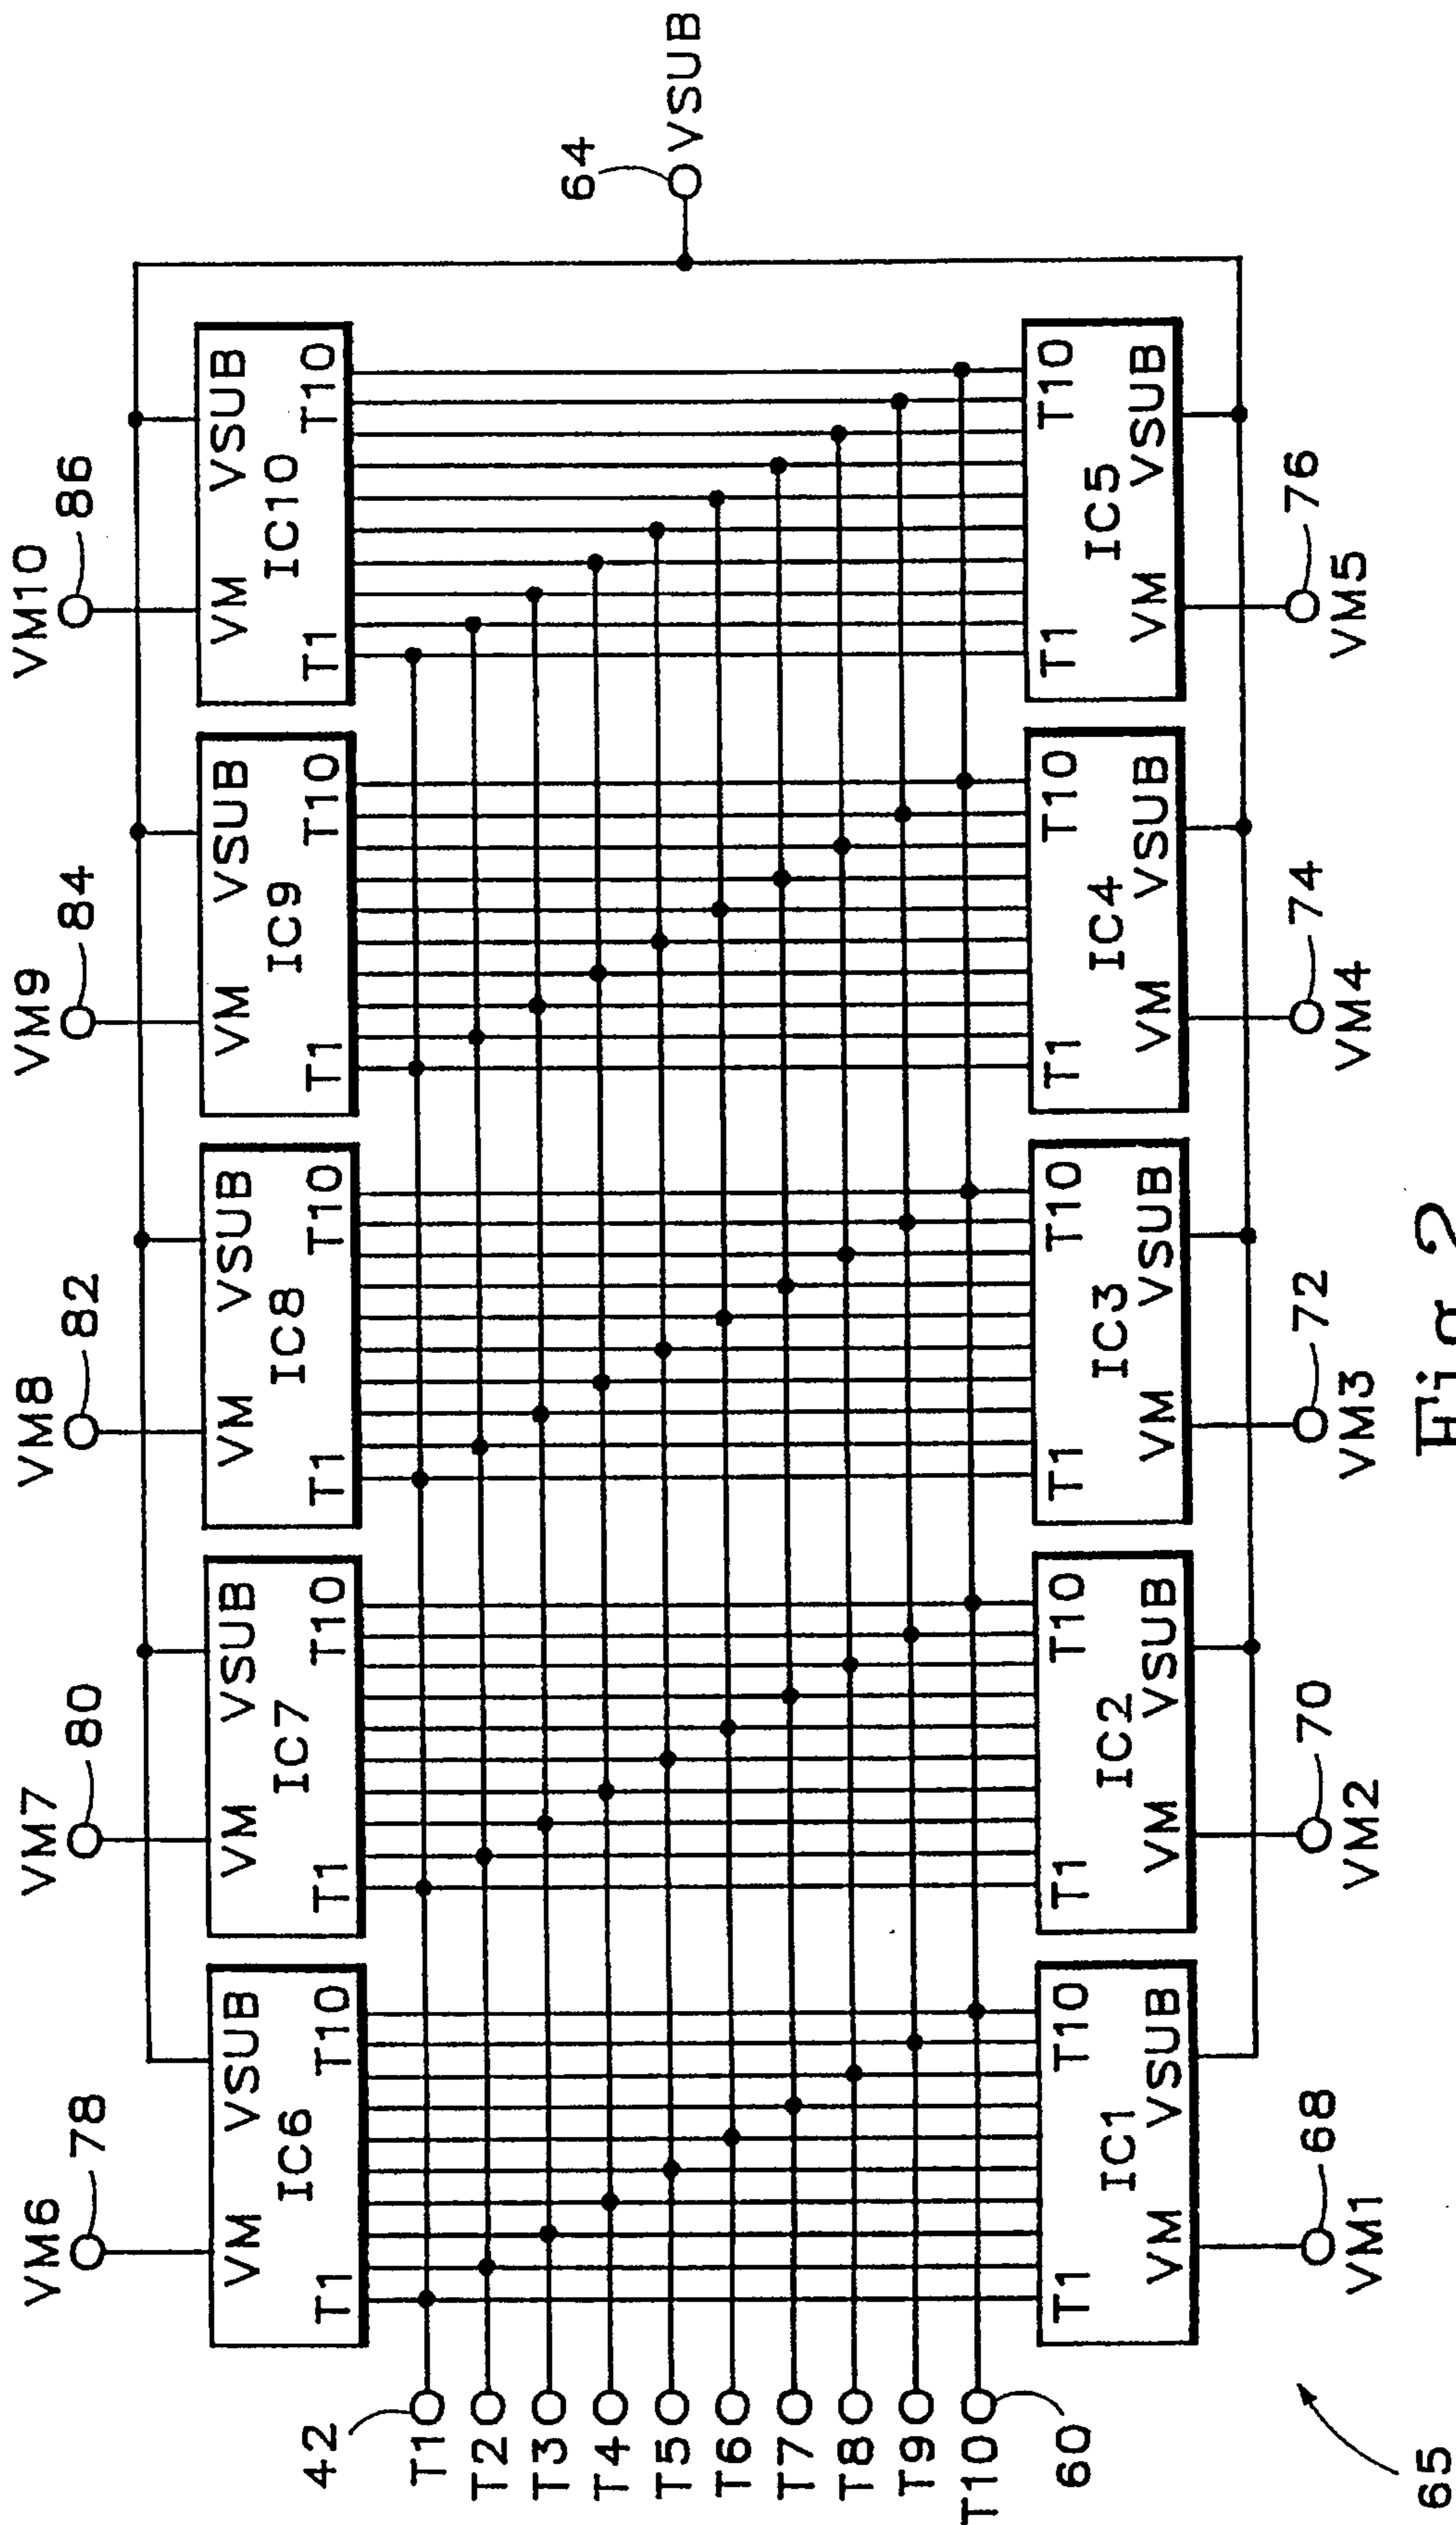 VM6 78
VM7 80
VM8 82
VM9 84
VM10 86
VM VSUB
IC6
T1 T10
VM VSUB
IC7
T1 T10
VM VSUB
IC8
T1 T10
VM VSUB
IC9
T1 T10
VM VSUB
IC10
T1 T10
42
T1
T2
T3
T4
T5
T6
T7
T8
T9
T10
60
64
VSUB
T1 T10
IC1
VM VSUB
T1 T10
IC2
VM VSUB
T1 T10
IC3
VM VSUB
T1 T10
IC4
VM VSUB
T1 T10
IC5
VM VSUB
VM1 68
VM2 70
VM3 72
VM4 74
VM5 76
65
Fig 2